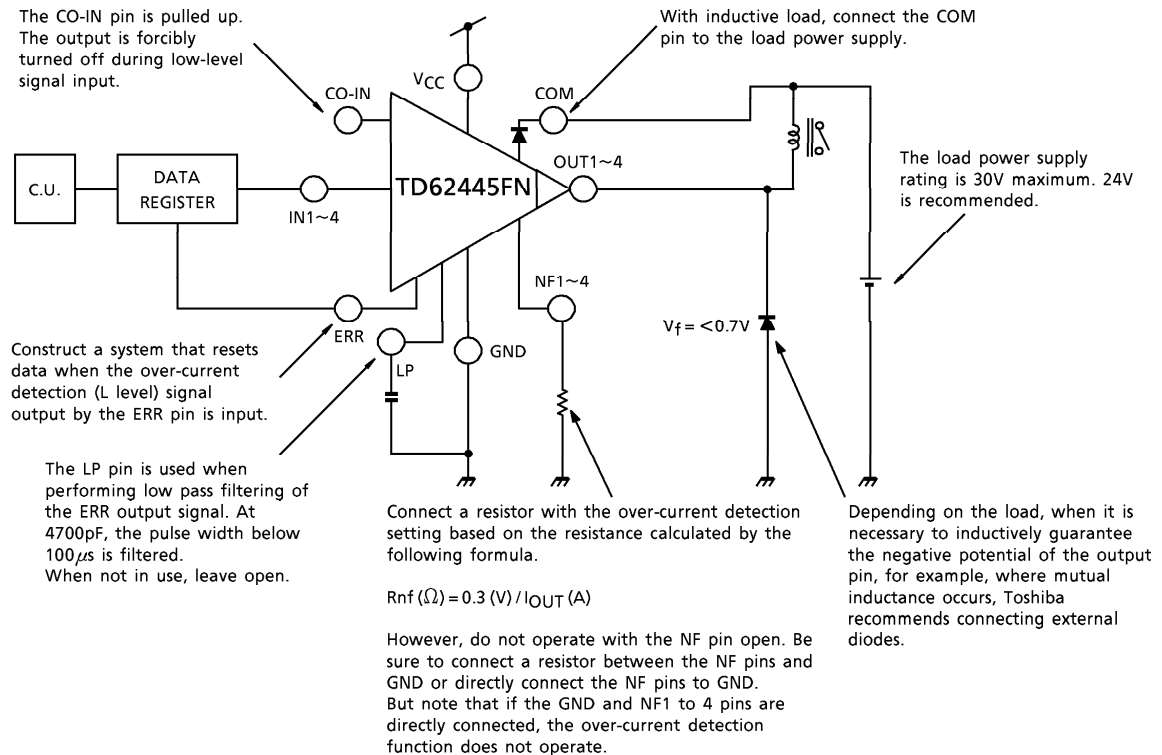 The CO-IN pin is pulled up.
The output is forcibly
turned off during low-level
signal input.
With inductive load, connect the COM
pin to the load power supply.
VCC
CO-IN
COM
C.U.
DATA
REGISTER
IN1~4
TD62445FN
OUT1~4
The load power supply
rating is 30V maximum. 24V
is recommended.
NF1~4
ERR
LP
GND
Vf = <0.7V
Construct a system that resets
data when the over-current
detection (L level) signal
output by the ERR pin is input.
The LP pin is used when
performing low pass filtering of
the ERR output signal. At
4700pF, the pulse width below
100μs is filtered.
When not in use, leave open.
Connect a resistor with the over-current detection
setting based on the resistance calculated by the
following formula.
Rnf (Ω) = 0.3 (V) / IOUT (A)
However, do not operate with the NF pin open. Be
sure to connect a resistor between the NF pins and
GND or directly connect the NF pins to GND.
But note that if the GND and NF1 to 4 pins are
directly connected, the over-current detection
function does not operate.
Depending on the load, when it is
necessary to inductively guarantee
the negative potential of the output
pin, for example, where mutual
inductance occurs, Toshiba
recommends connecting external
diodes.